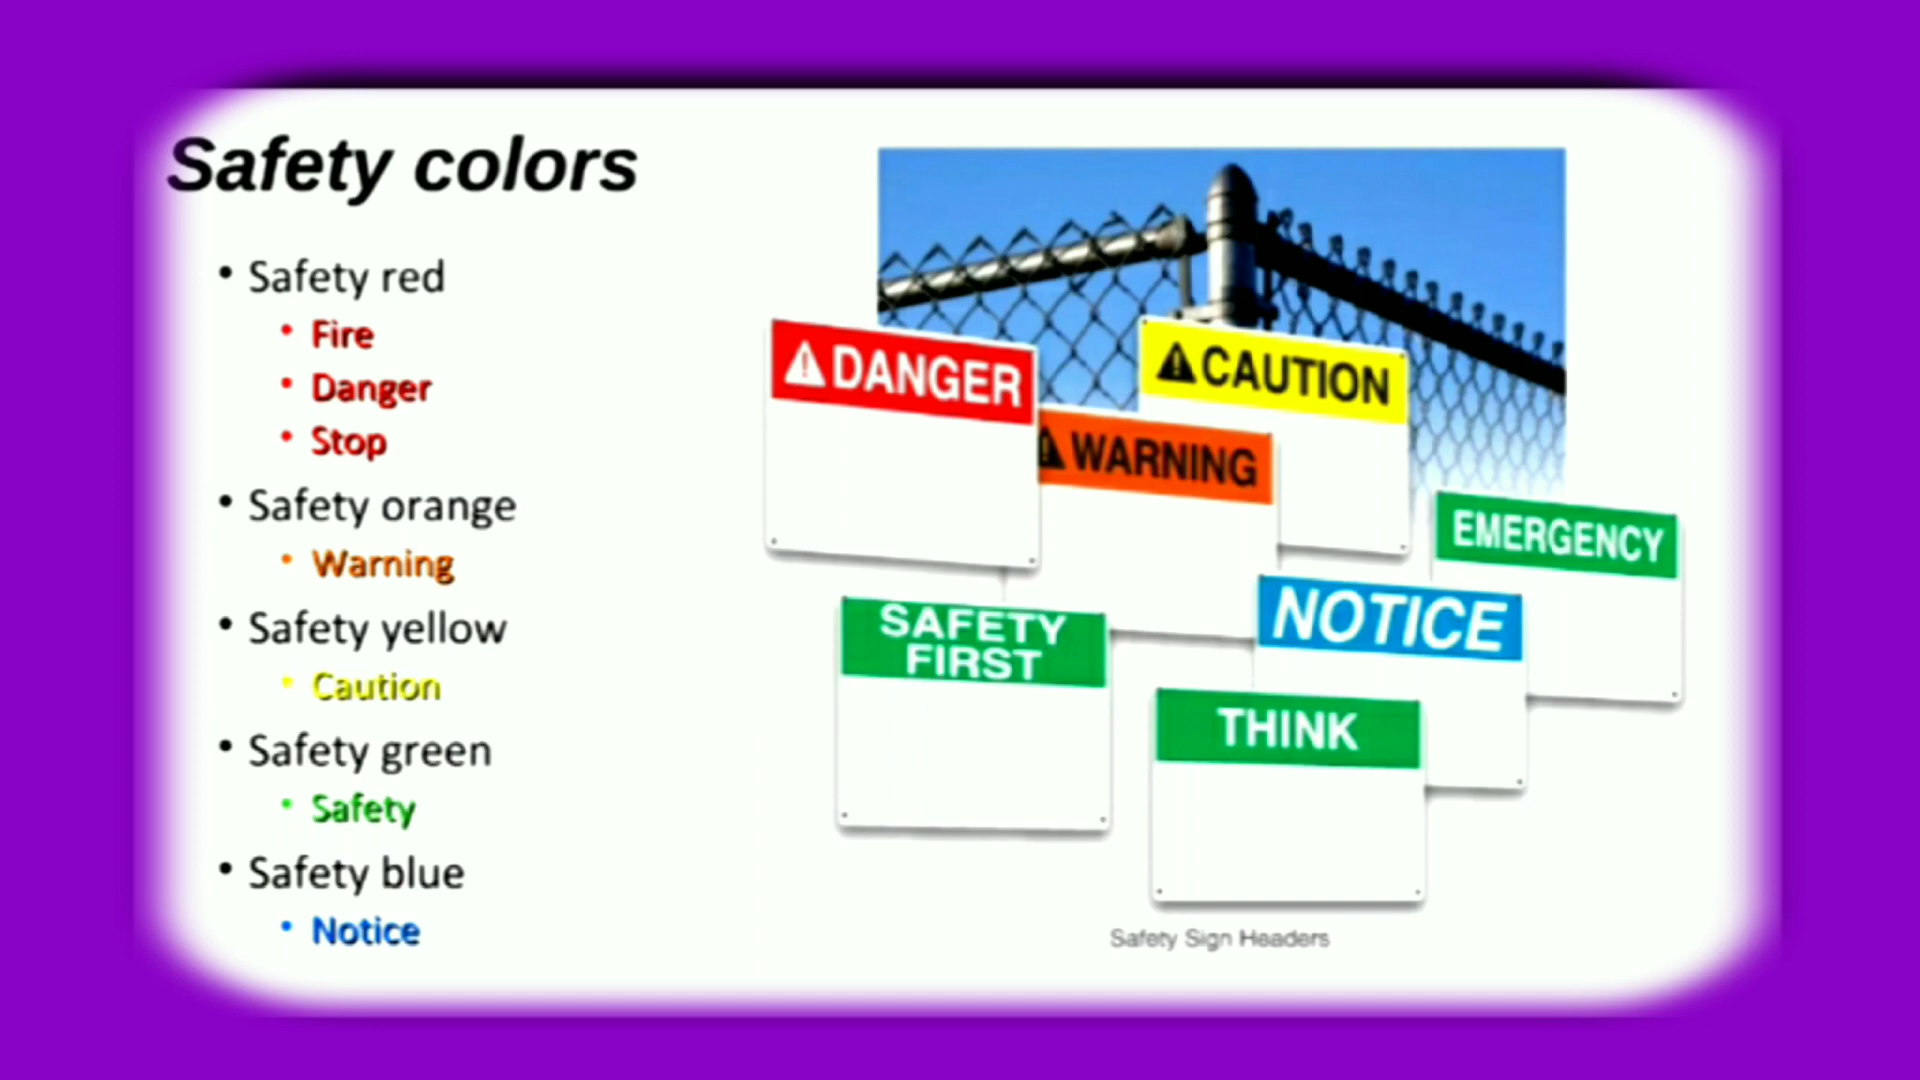 Safety colors
• Safety red
• Fire
• Danger
• Stop
• Safety orange
• Warning
• Safety yellow
• Caution
• Safety green
• Safety
• Safety blue
• Notice
DANGER
CAUTION
WARNING
EMERGENCY
NOTICE
SAFETY
FIRST
THINK
Safety Sign Headers